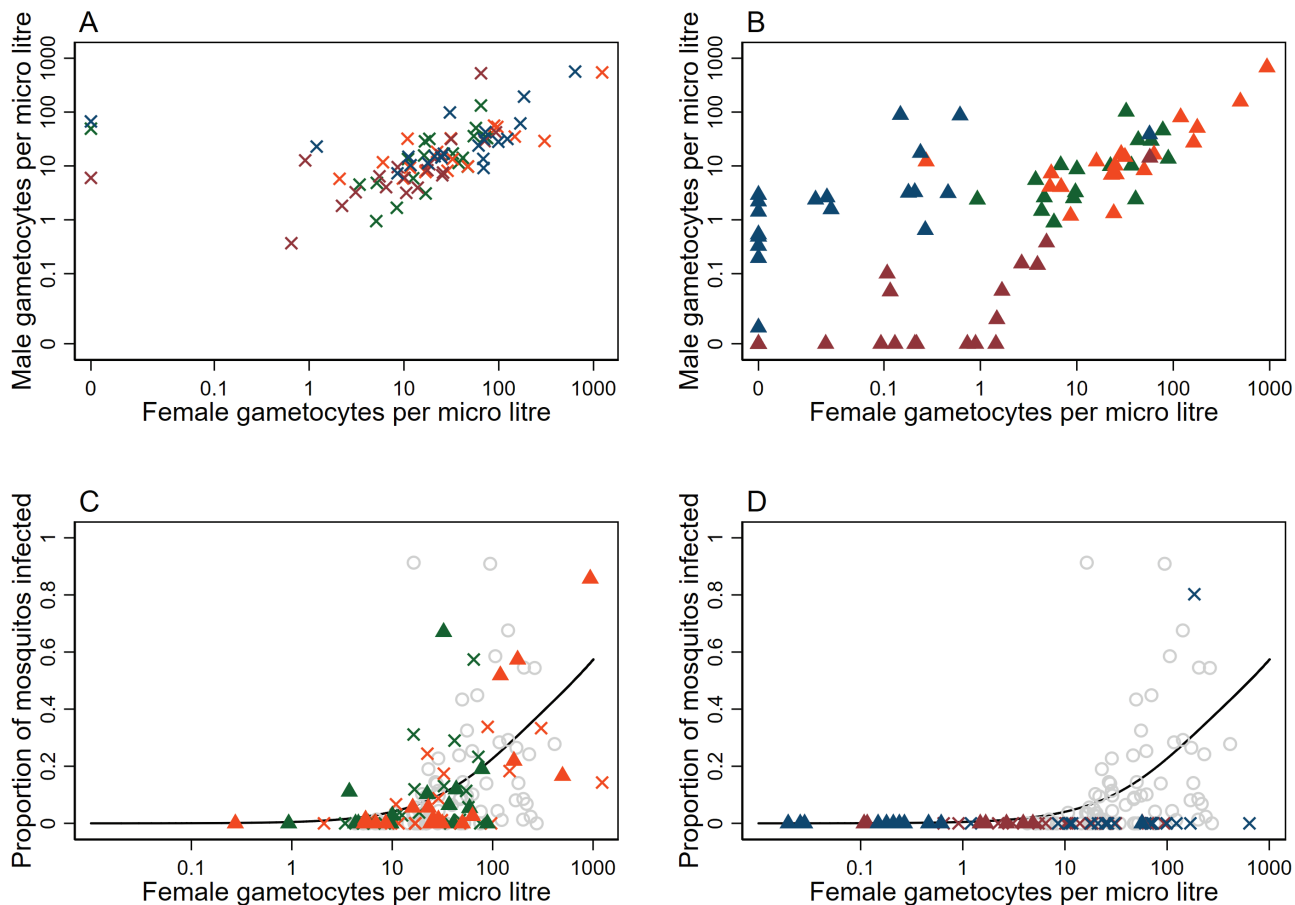 A
Male gametocytes per micro litre
1000
100
10
1
0.1
0
0 0.1 1 10 100 1000
Female gametocytes per micro litre
B
Male gametocytes per micro litre
1000
100
10
1
0.1
0
0 0.1 1 10 100 1000
Female gametocytes per micro litre
C
Proportion of mosquitos infected
1
0.8
0.6
0.4
0.2
0
0.1 1 10 100 1000
Female gametocytes per micro litre
D
Proportion of mosquitos infected
1
0.8
0.6
0.4
0.2
0
0.1 1 10 100 1000
Female gametocytes per micro litre